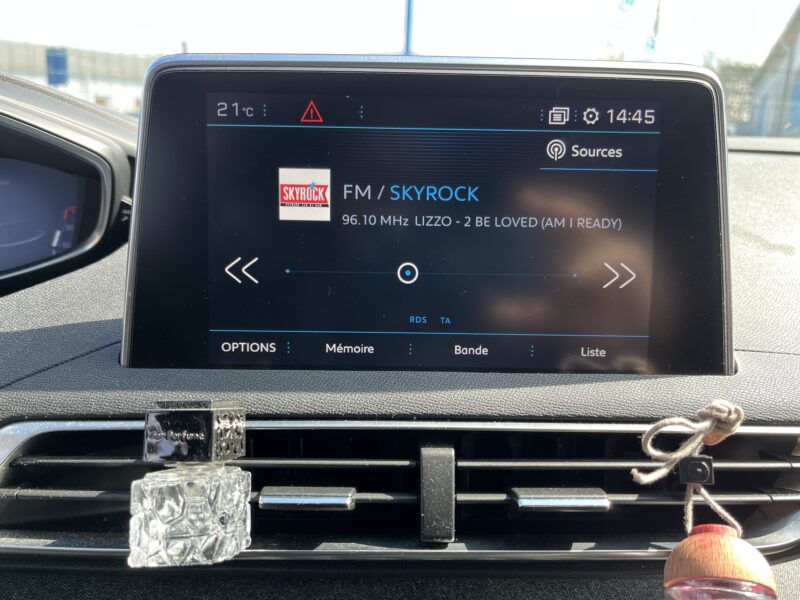 21°C 14:45
Sources
SKYROCK
FM / SKYROCK
96.10 MHz LIZZO - 2 BE LOVED (AM I READY)
RDS TA
OPTIONS Mémoire Bande Liste